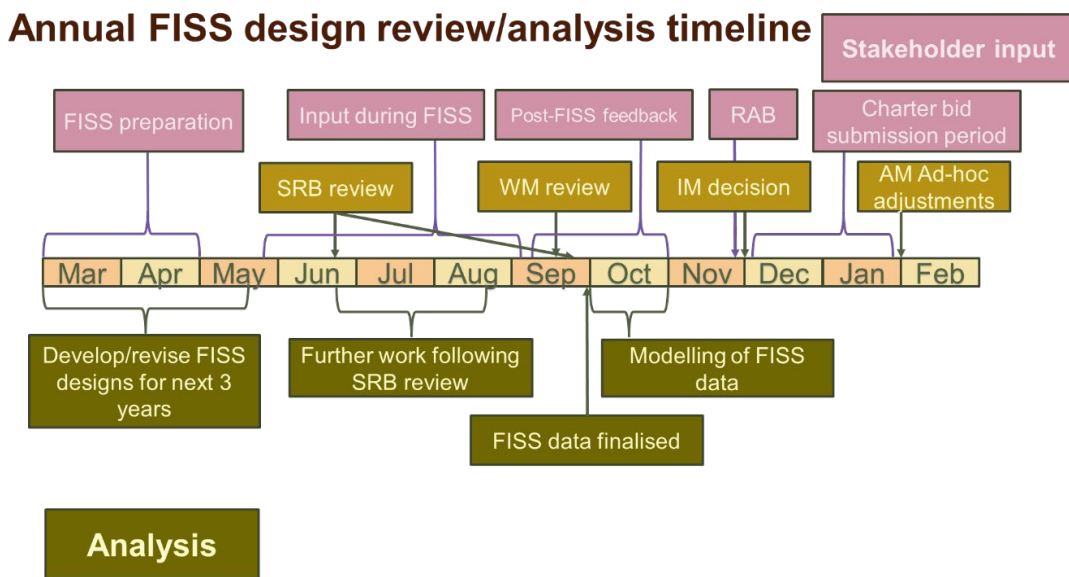 Annual FISS design review/analysis timeline
Stakeholder input
FISS preparation
Input during FISS
Post-FISS feedback
RAB
Charter bid
submission period
SRB review
WM review
IM decision
AM Ad-hoc
adjustments
Mar Apr May Jun Jul Aug Sep Oct Nov Dec Jan Feb
Develop/revise FISS
designs for next 3
years
Further work following
SRB review
Modelling of FISS
data
FISS data finalised
Analysis